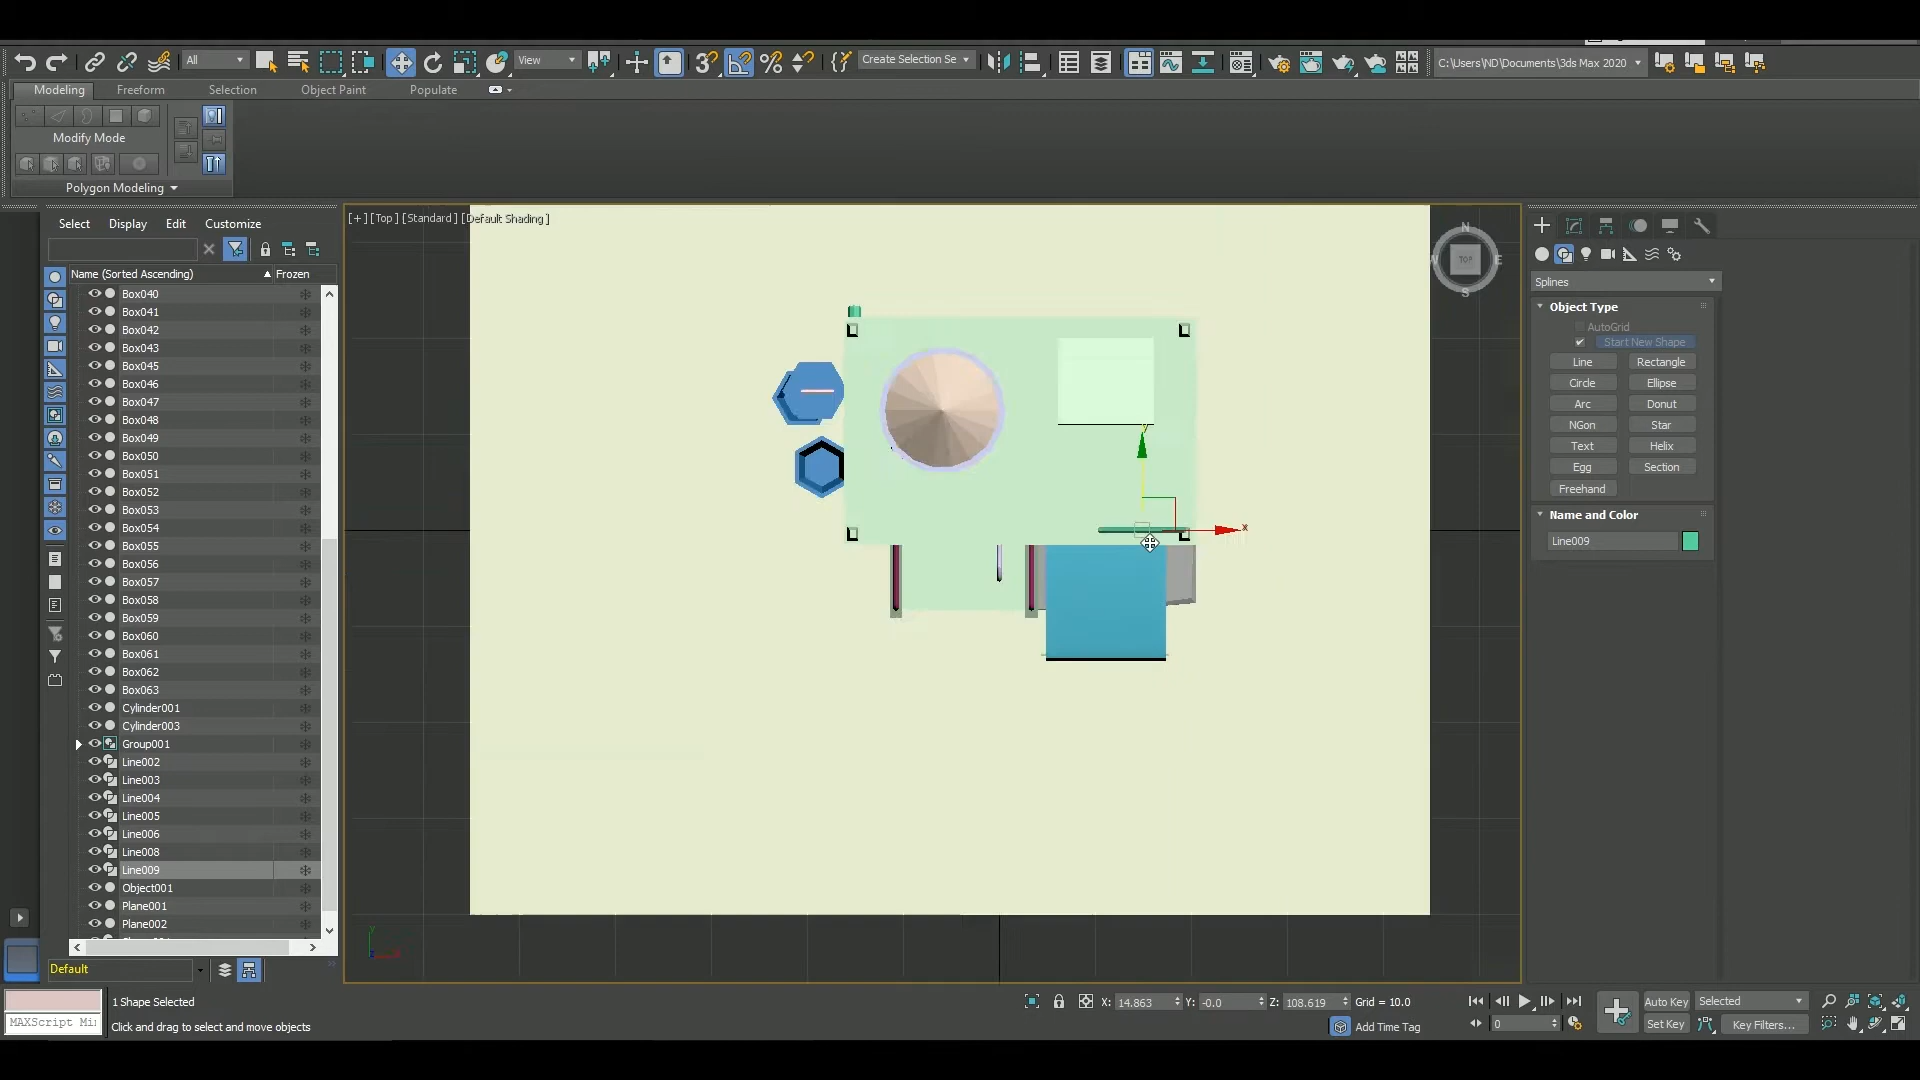 All
View
Create Selection Se
C:\Users\ND\Documents\3ds Max 2020
Modeling
Freeform
Selection
Object Paint
Populate
Modify Mode
Polygon Modeling
Select
Display
Edit
Customize
Name (Sorted Ascending)
Frozen
Box040
Box041
Box042
Box043
Box045
Box046
Box047
Box048
Box049
Box050
Box051
Box052
Box053
Box054
Box055
Box056
Box057
Box058
Box059
Box060
Box061
Box062
Box063
Cylinder001
Cylinder003
Group001
Line002
Line003
Line004
Line005
Line006
Line008
Line009
Object001
Plane001
Plane002
Default
[+] [Top] [Standard] [Default Shading]
N
W
TOP
E
S
x
Splines
Object Type
AutoGrid
Start New Shape
Line
Rectangle
Circle
Ellipse
Arc
Donut
NGon
Star
Text
Helix
Egg
Section
Freehand
Name and Color
Line009
MAXScript Mi
1 Shape Selected
Click and drag to select and move objects
X: 14.863
Y: -0.0
Z: 108.619
Grid = 10.0
Add Time Tag
0
Auto Key
Selected
Set Key
Key Filters...